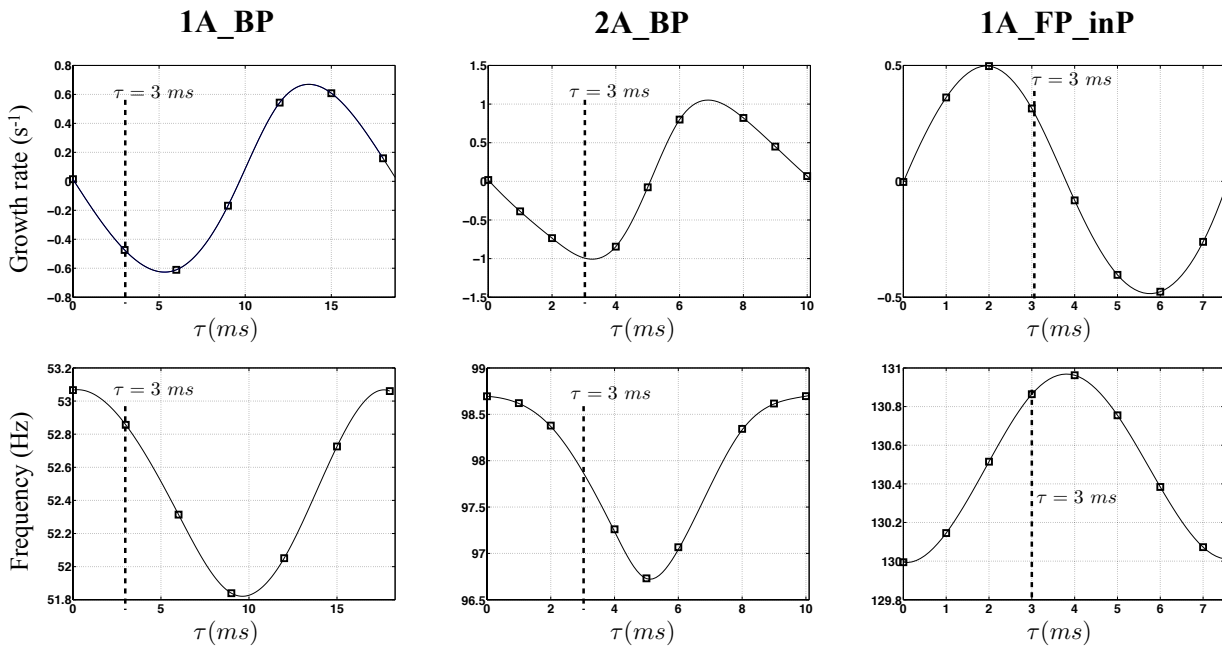 1A_BP 2A_BP 1A_FP_inP
Growth rate (s-1)
0.8
0.6
0.4
0.2
0
−0.2
−0.4
−0.6
−0.8
τ = 3 ms
0 5 10 15
τ(ms)
1.5
1
0.5
0
−0.5
−1
−1.5
τ = 3 ms
0 2 4 6 8 10
τ(ms)
0.5
0
−0.5
τ = 3 ms
0 1 2 3 4 5 6 7
τ(ms)
Frequency (Hz)
53.2
53
52.8
52.6
52.4
52.2
52
51.8
τ = 3 ms
0 5 10 15
τ(ms)
99
98.5
98
97.5
97
96.5
τ = 3 ms
0 2 4 6 8 10
τ(ms)
131
130.8
130.6
130.4
130.2
130
129.8
τ = 3 ms
0 1 2 3 4 5 6 7
τ(ms)